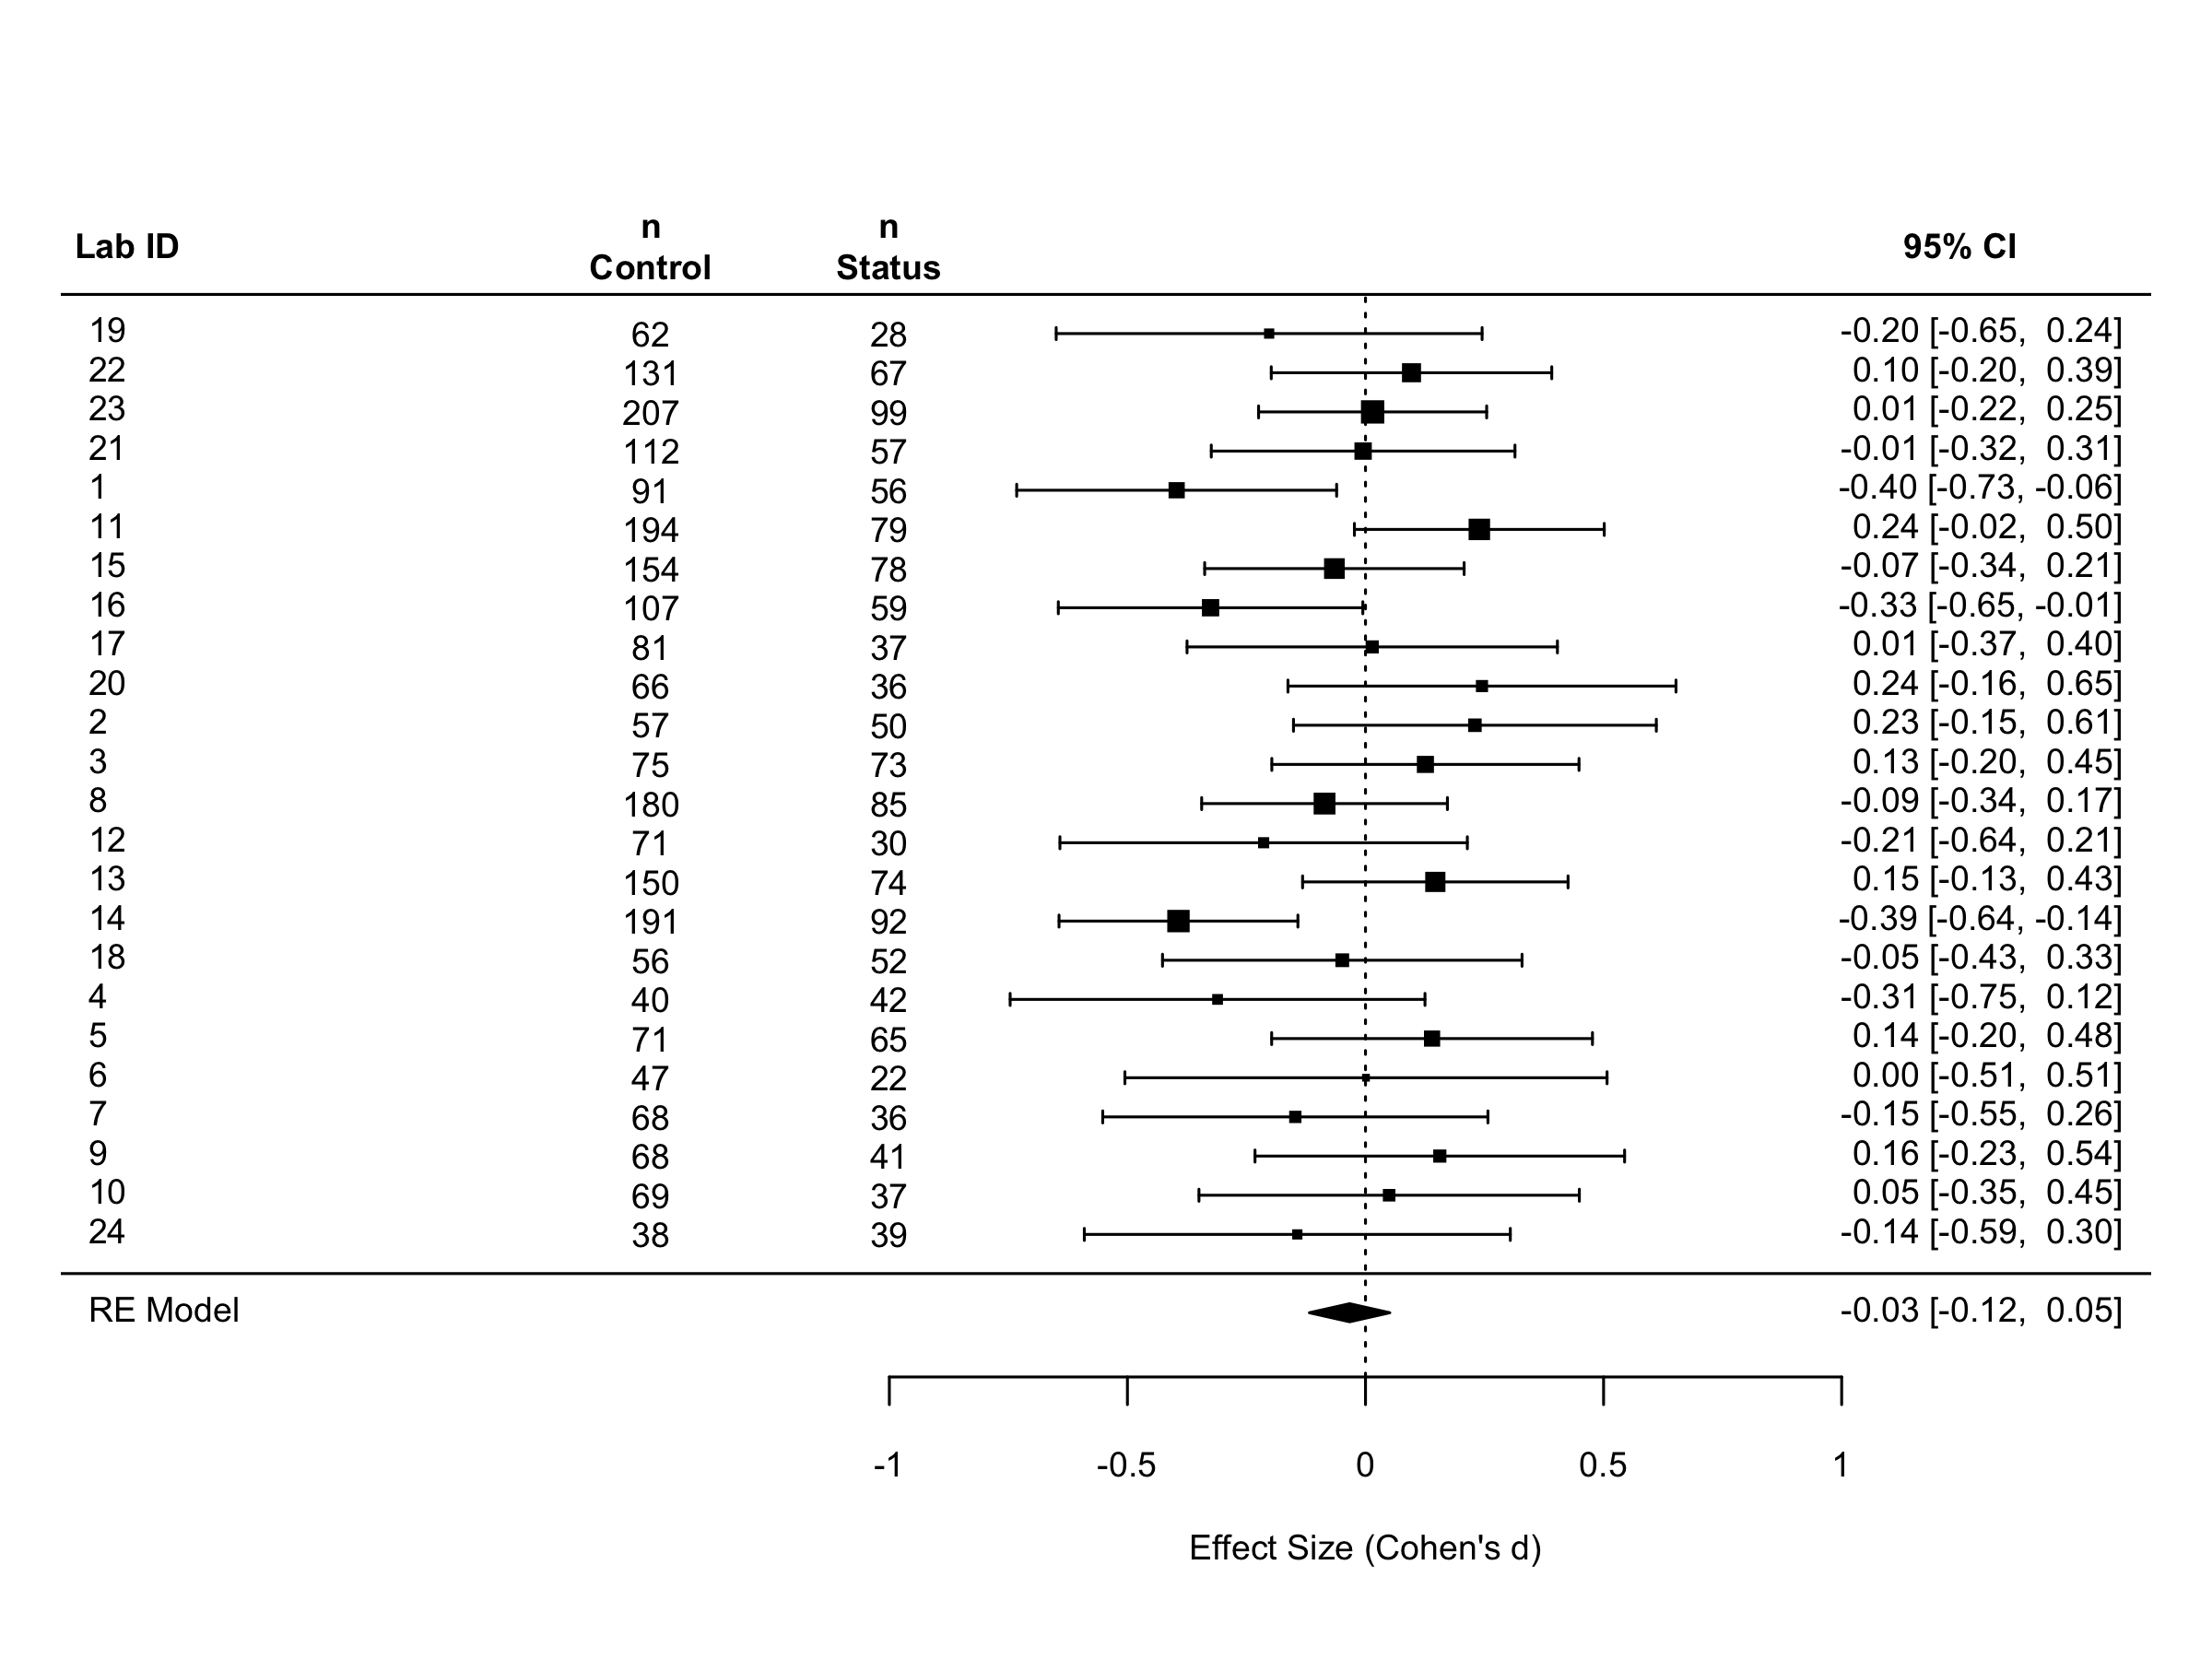 Lab ID n Control n Status 95% CI
19 62 28 -0.20 [-0.65, 0.24]
22 131 67 0.10 [-0.20, 0.39]
23 207 99 0.01 [-0.22, 0.25]
21 112 57 -0.01 [-0.32, 0.31]
1 91 56 -0.40 [-0.73, -0.06]
11 194 79 0.24 [-0.02, 0.50]
15 154 78 -0.07 [-0.34, 0.21]
16 107 59 -0.33 [-0.65, -0.01]
17 81 37 0.01 [-0.37, 0.40]
20 66 36 0.24 [-0.16, 0.65]
2 57 50 0.23 [-0.15, 0.61]
3 75 73 0.13 [-0.20, 0.45]
8 180 85 -0.09 [-0.34, 0.17]
12 71 30 -0.21 [-0.64, 0.21]
13 150 74 0.15 [-0.13, 0.43]
14 191 92 -0.39 [-0.64, -0.14]
18 56 52 -0.05 [-0.43, 0.33]
4 40 42 -0.31 [-0.75, 0.12]
5 71 65 0.14 [-0.20, 0.48]
6 47 22 0.00 [-0.51, 0.51]
7 68 36 -0.15 [-0.55, 0.26]
9 68 41 0.16 [-0.23, 0.54]
10 69 37 0.05 [-0.35, 0.45]
24 38 39 -0.14 [-0.59, 0.30]
RE Model -0.03 [-0.12, 0.05]
-1 -0.5 0 0.5 1
Effect Size (Cohen's d)